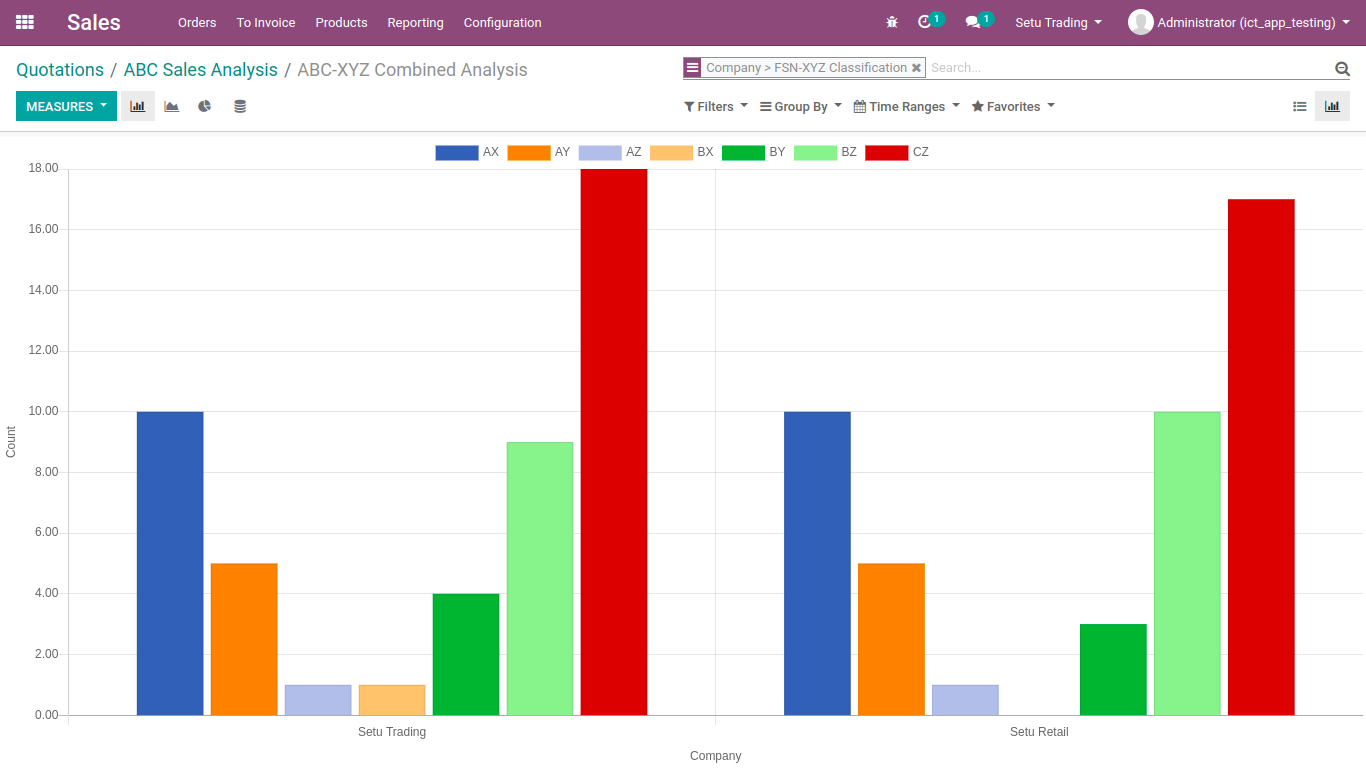 Sales Orders To Invoice Products Reporting Configuration 1 1 Setu Trading Administrator (ict_app_testing)
Quotations / ABC Sales Analysis / ABC-XYZ Combined Analysis Company > FSN-XYZ Classification Search...
MEASURES Filters Group By Time Ranges Favorites
AX AY AZ BX BY BZ CZ
18.00
16.00
14.00
12.00
10.00
8.00
6.00
4.00
2.00
0.00
Count
Setu Trading Setu Retail
Company